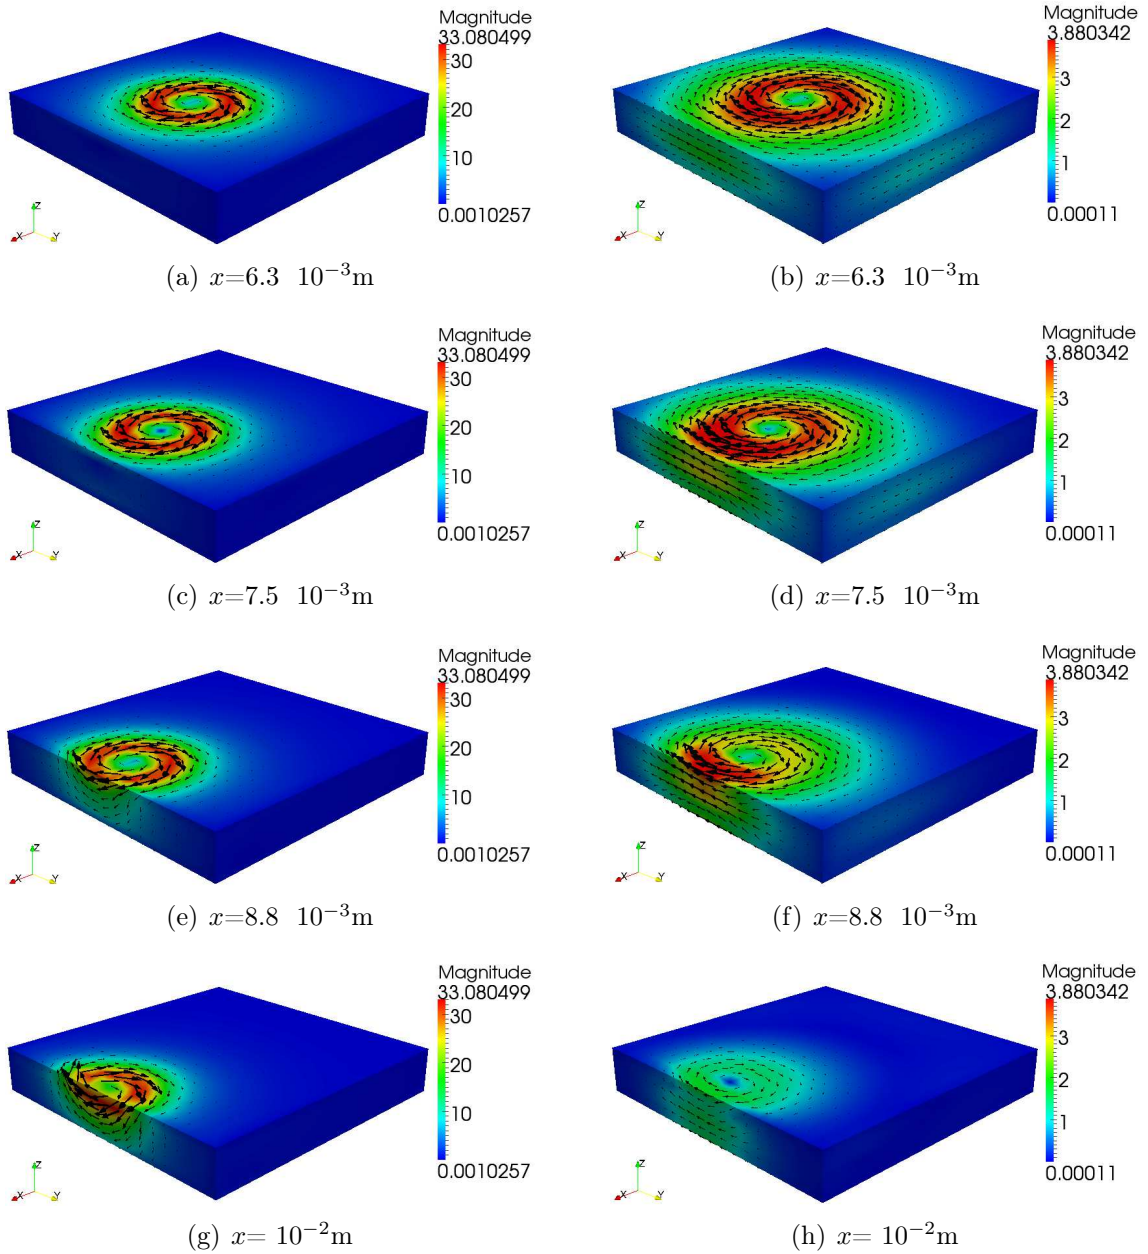 Magnitude
33.080499
30
20
10
0.0010257
Z
X
Y
(a) x=6.3 10−3m
Magnitude
3.880342
3
2
1
0.00011
Z
X
Y
(b) x=6.3 10−3m
Magnitude
33.080499
30
20
10
0.0010257
Z
X
Y
(c) x=7.5 10−3m
Magnitude
3.880342
3
2
1
0.00011
Z
X
Y
(d) x=7.5 10−3m
Magnitude
33.080499
30
20
10
0.0010257
Z
X
Y
(e) x=8.8 10−3m
Magnitude
3.880342
3
2
1
0.00011
Z
X
Y
(f) x=8.8 10−3m
Magnitude
33.080499
30
20
10
0.0010257
Z
X
Y
(g) x= 10−2m
Magnitude
3.880342
3
2
1
0.00011
Z
X
Y
(h) x= 10−2m